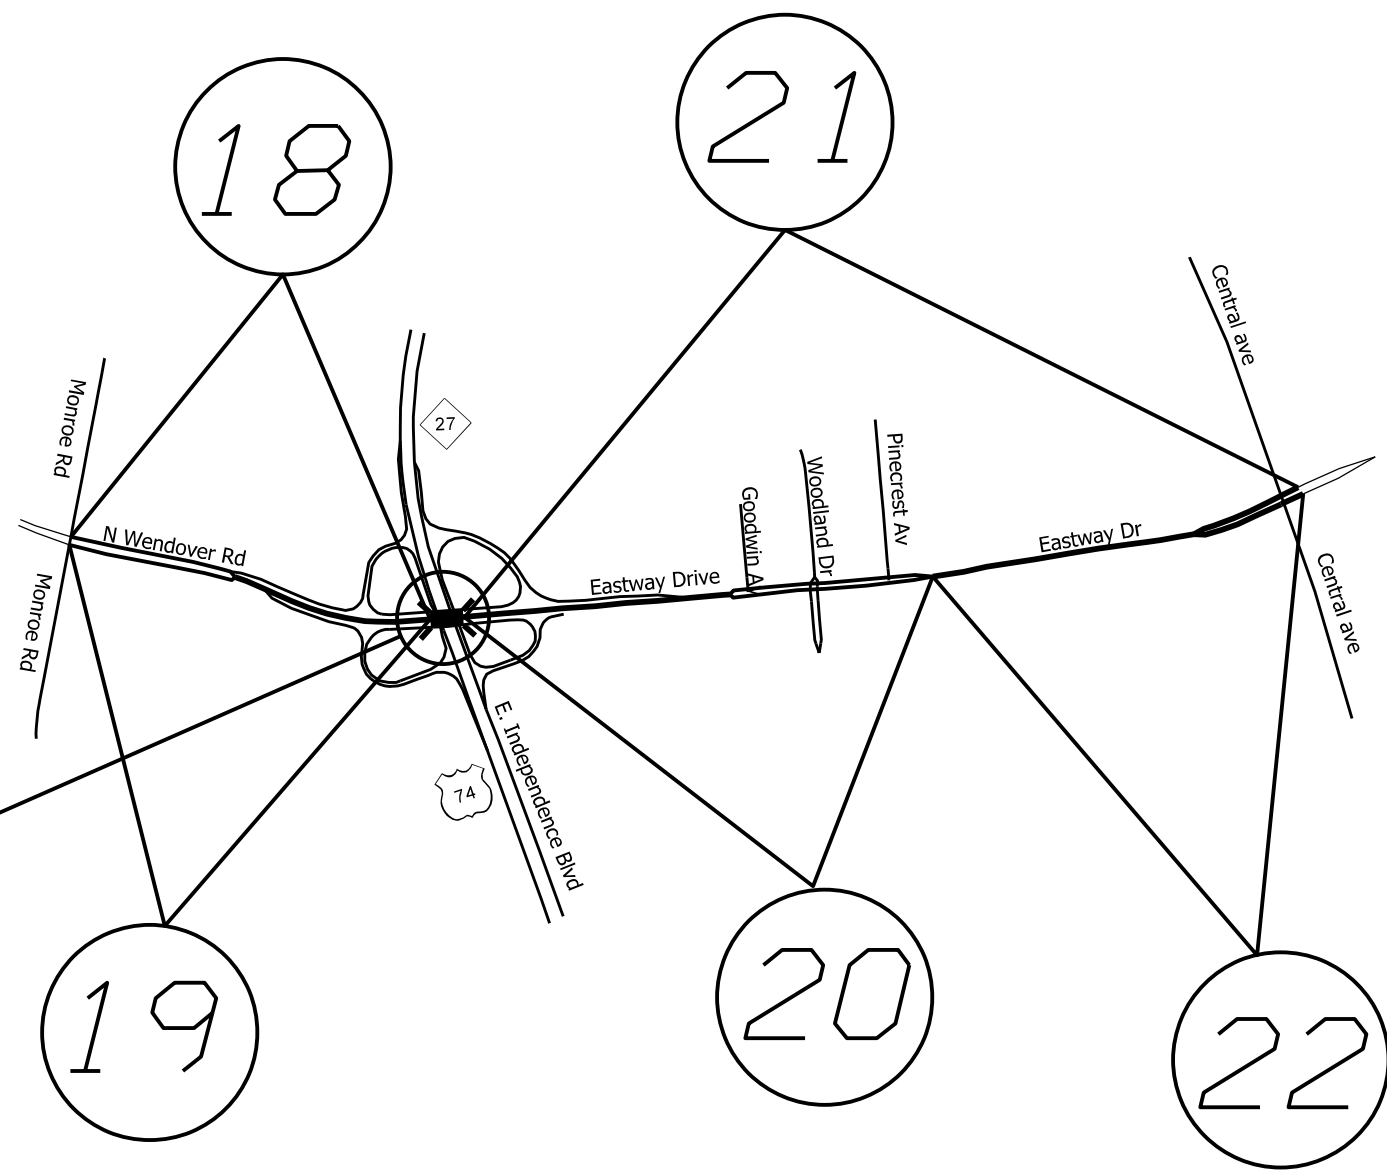 18
21
Central ave
Monroe Rd
27
Pinecrest Av
Woodland Dr
Goodwin A
N Wendover Rd
Eastway Dr
Eastway Drive
Monroe Rd
Central ave
E. Independence Blvd
74
19
20
22